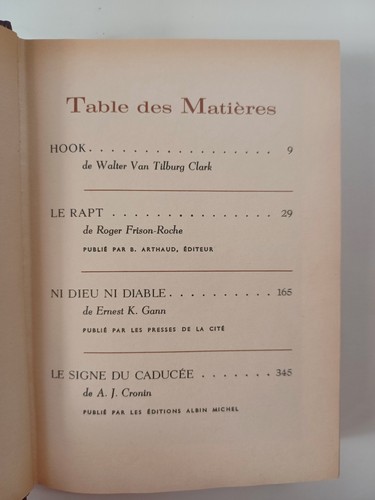 Table des Matières
HOOK. . . . . . . . . . . . . . . . . . 9
de Walter Van Tilburg Clark
LE RAPT . . . . . . . . . . . . . . . . 29
de Roger Frison-Roche
PUBLIÉ PAR B. ARTHAUD, ÉDITEUR
NI DIEU NI DIABLE . . . . . . . . . . 165
de Ernest K. Gann
PUBLIÉ PAR LES PRESSES DE LA CITÉ
LE SIGNE DU CADUCÉE . . . . . . . 345
de A. J. Cronin
PUBLIÉ PAR LES ÉDITIONS ALBIN MICHEL